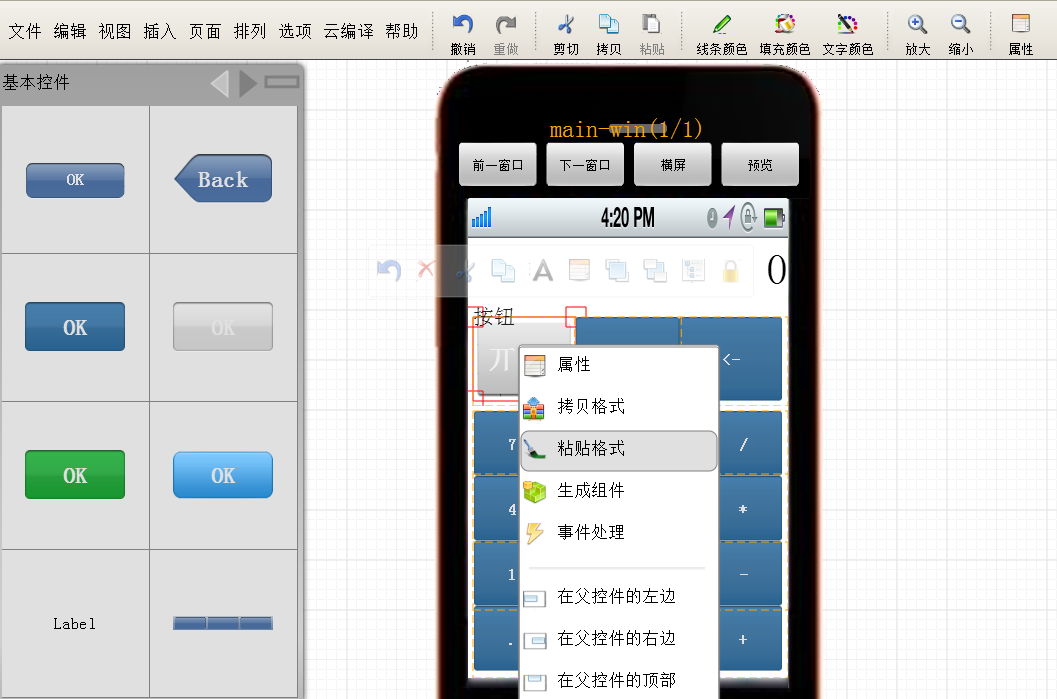 文件 编辑 视图 插入 页面 排列 选项 云编译 帮助
撤销 重做 剪切 拷贝 粘贴 线条颜色 填充颜色 文字颜色 放大 缩小 属性
基本控件
OK
Back
OK
OK
OK
OK
Label
main-win(1/1)
前一窗口 下一窗口 横屏 预览
4:20 PM
A
0
按钮
<-
7 /
4 *
1 -
. +
属性
拷贝格式
粘贴格式
生成组件
事件处理
在父控件的左边
在父控件的右边
在父控件的顶部